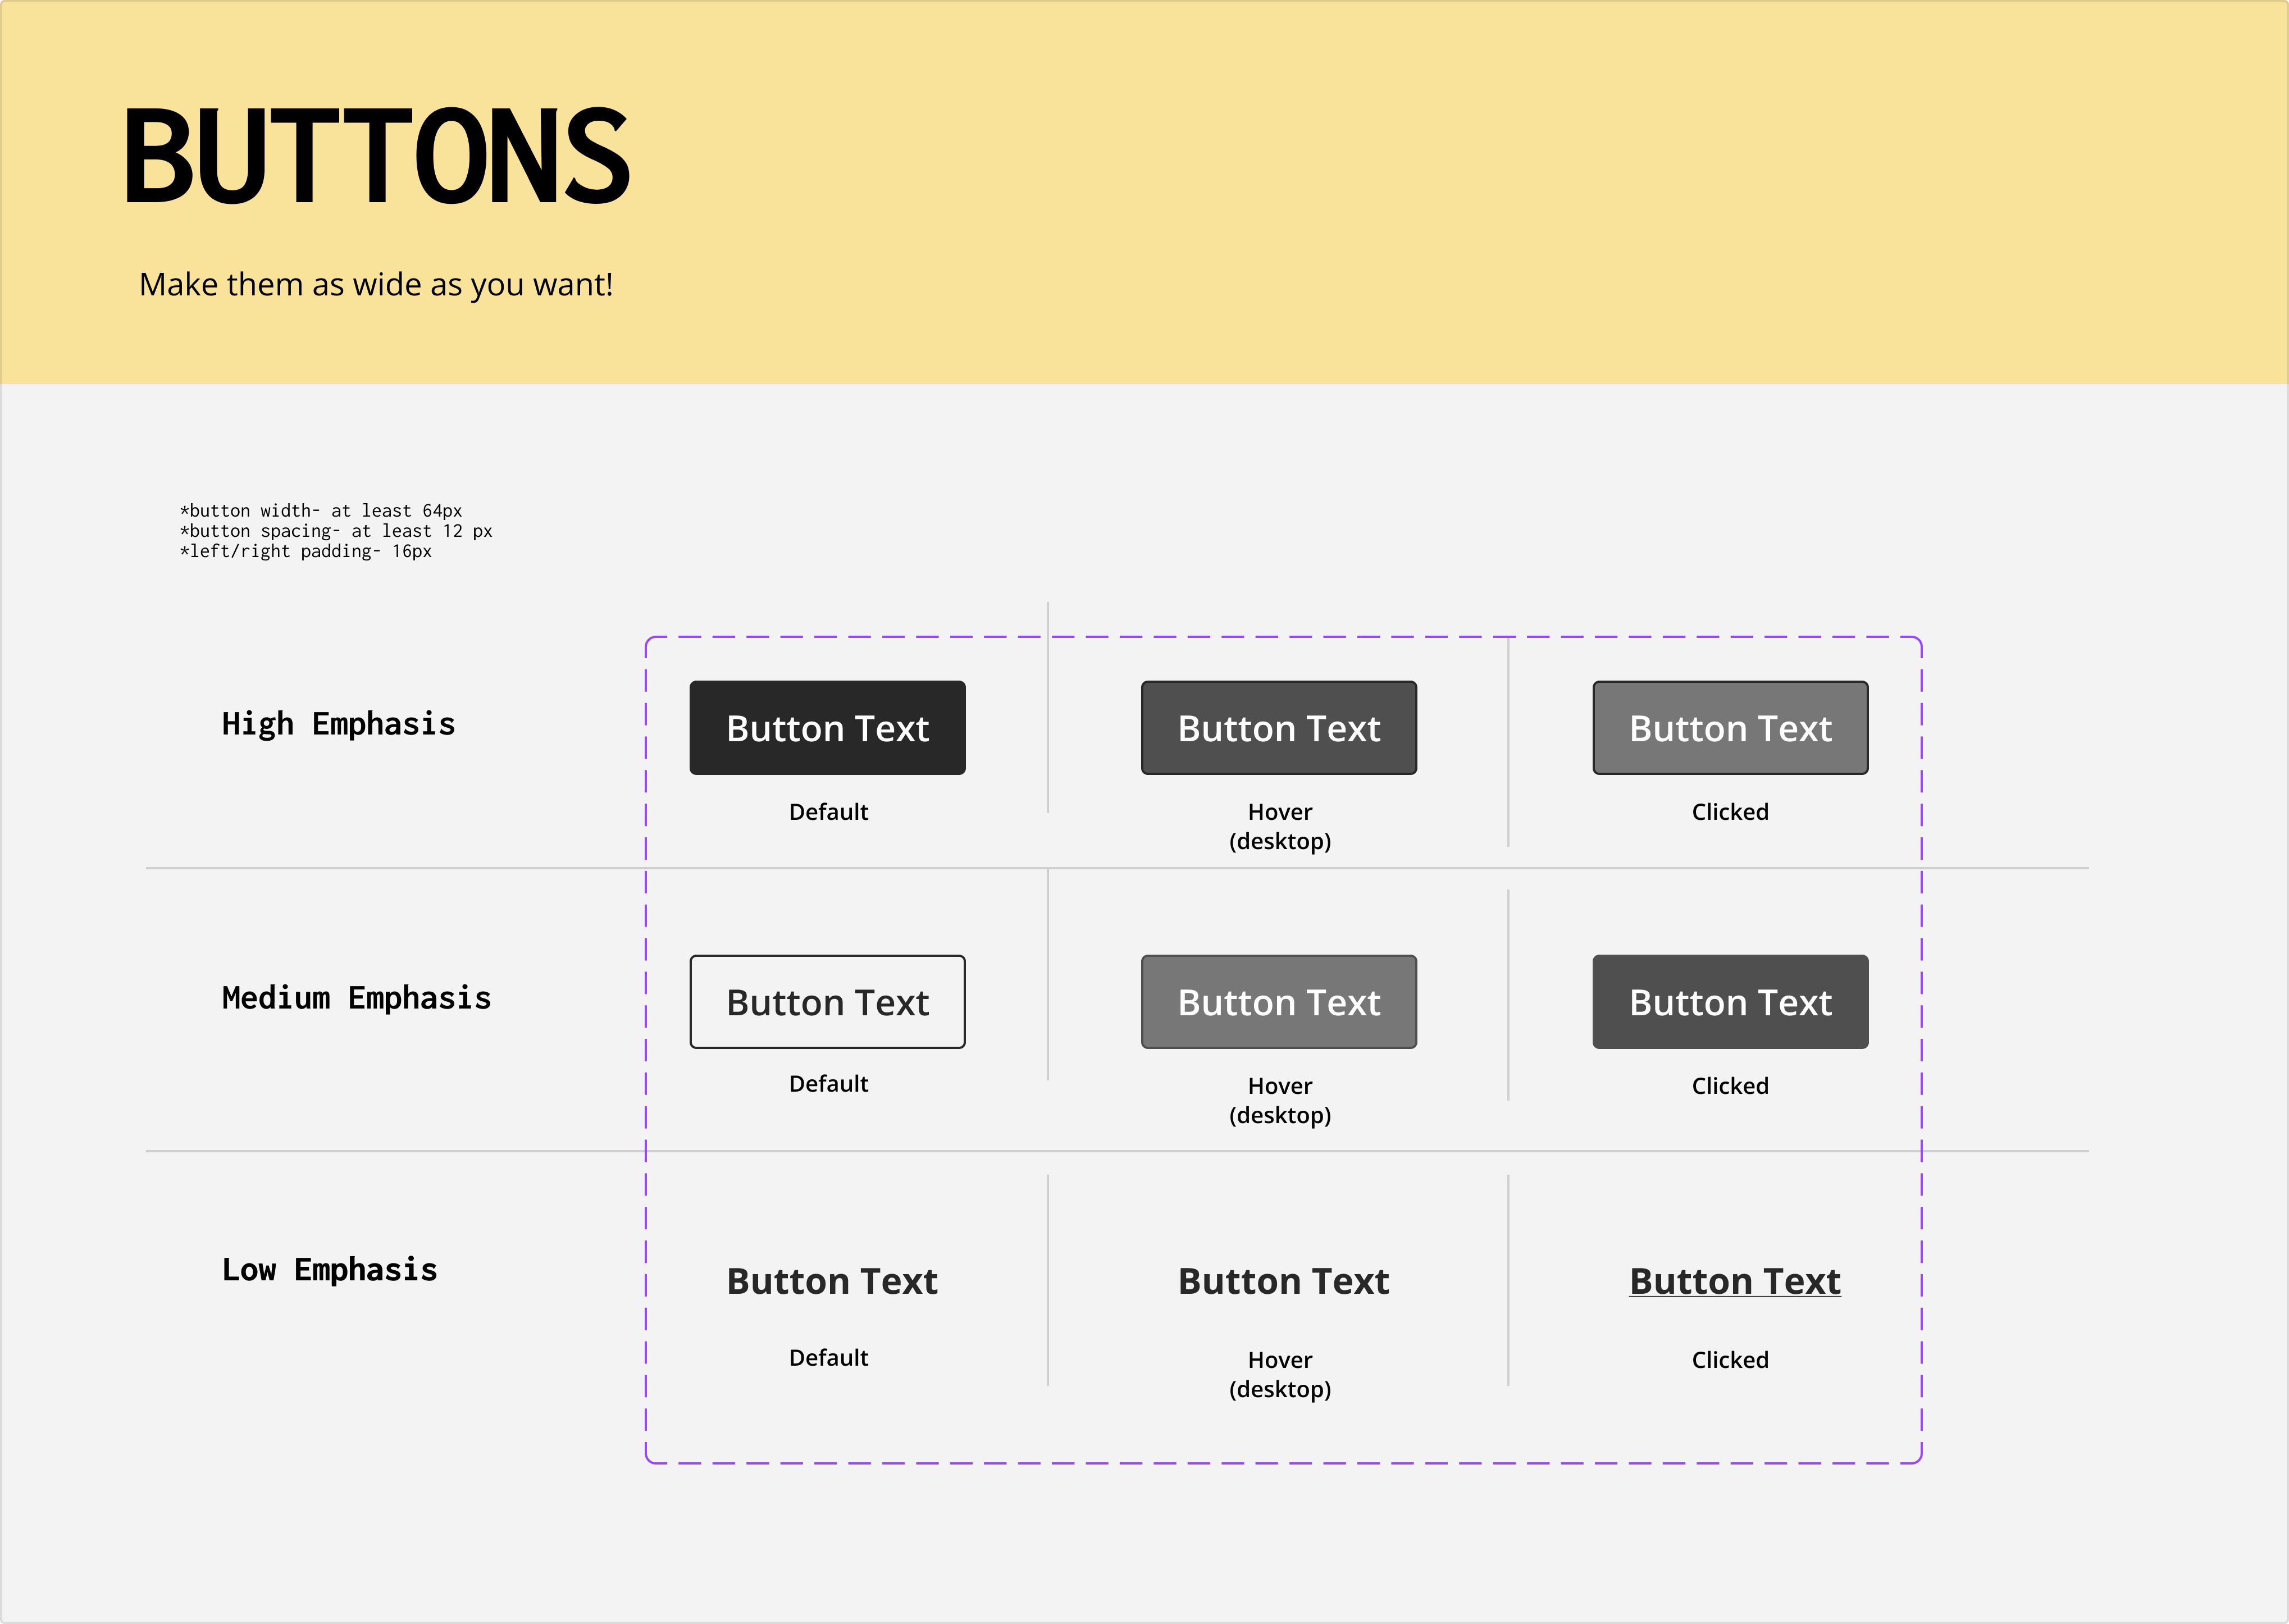 BUTTONS
Make them as wide as you want!
*button width- at least 64px
*button spacing- at least 12 px
*left/right padding- 16px
High Emphasis
Button Text
Button Text
Button Text
Default
Hover
(desktop)
Clicked
Medium Emphasis
Button Text
Button Text
Button Text
Default
Hover
(desktop)
Clicked
Low Emphasis
Button Text
Button Text
Button Text
Default
Hover
(desktop)
Clicked